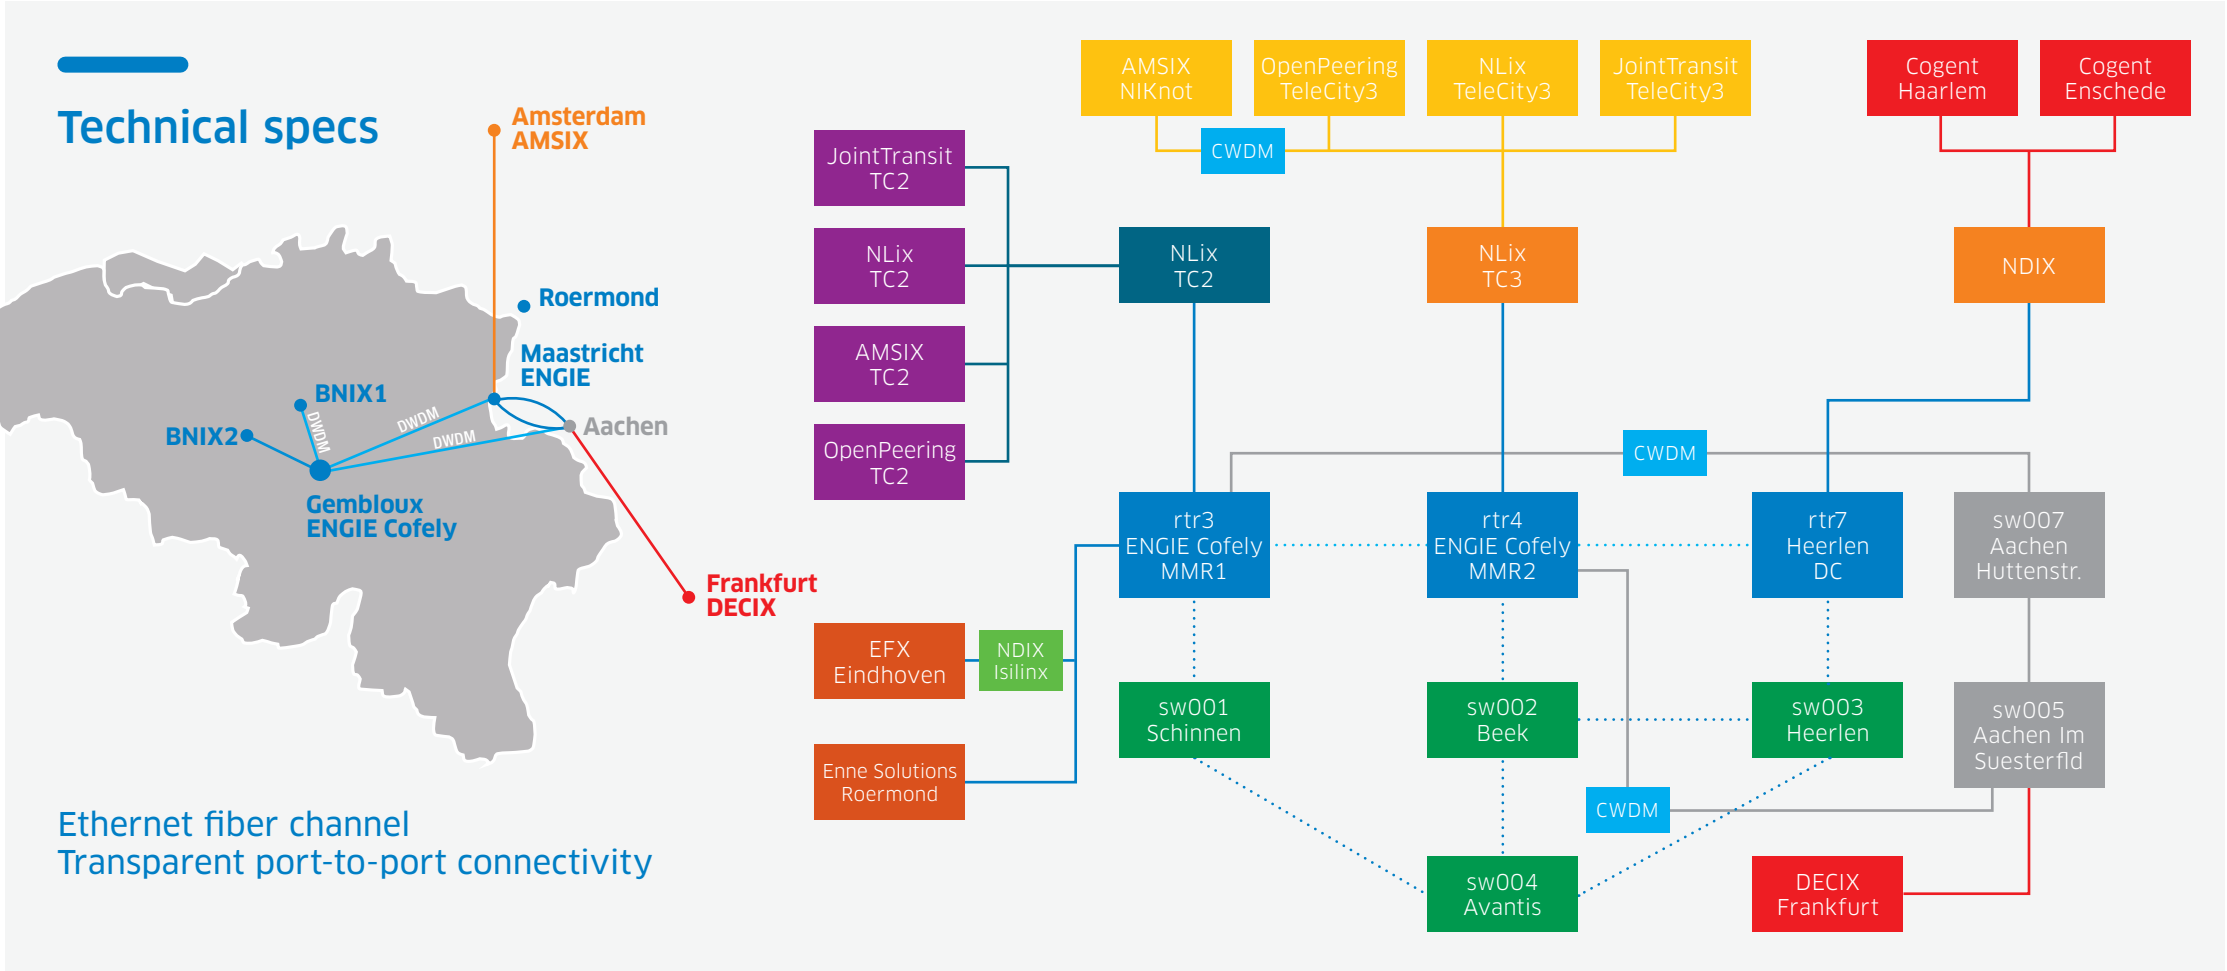 Technical specs
Amsterdam
AMSIX
Roermond
Maastricht
ENGIE
BNIX1
BNIX2
DWDM
DWDM
DWDM
Aachen
Gembloux
ENGIE Cofely
Frankfurt
DECIX
Ethernet fiber channel
Transparent port-to-port connectivity
AMSIX
NIKnot
OpenPeering
TeleCity3
NLix
TeleCity3
JointTransit
TeleCity3
Cogent
Haarlem
Cogent
Enschede
CWDM
JointTransit
TC2
NLix
TC2
AMSIX
TC2
OpenPeering
TC2
NLix
TC2
NLix
TC3
NDIX
CWDM
rtr3
ENGIE Cofely
MMR1
rtr4
ENGIE Cofely
MMR2
rtr7
Heerlen
DC
sw007
Aachen
Huttenstr.
EFX
Eindhoven
NDIX
Isilinx
Enne Solutions
Roermond
sw001
Schinnen
sw002
Beek
sw003
Heerlen
sw005
Aachen Im
Suesterfld
CWDM
sw004
Avantis
DECIX
Frankfurt